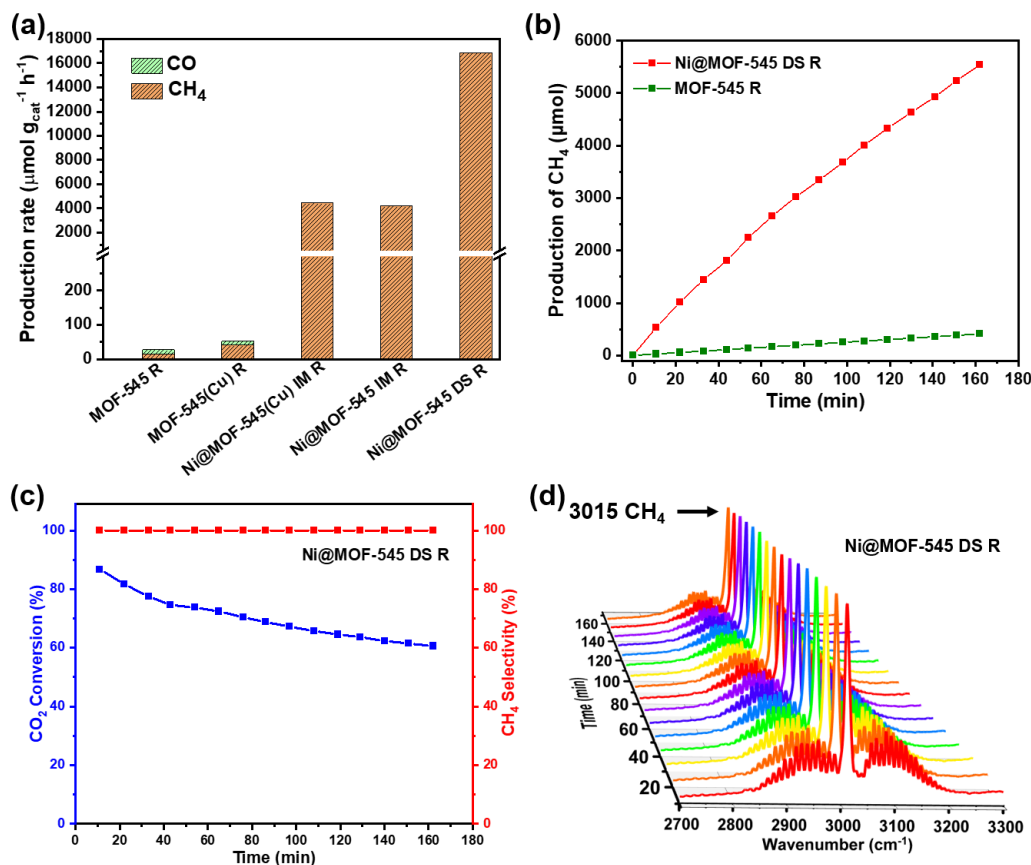 (a)
18000
16000
14000
12000
10000
8000
6000
4000
2000
200
100
0
Production rate (μmol gcat⁻¹ h⁻¹)
CO
CH₄
MOF-545 R
MOF-545(Cu) R
Ni@MOF-545(Cu) IM R
Ni@MOF-545 IM R
Ni@MOF-545 DS R
(b)
6000
5000
4000
3000
2000
1000
0
Production of CH₄ (μmol)
Ni@MOF-545 DS R
MOF-545 R
0 20 40 60 80 100 120 140 160 180
Time (min)
(c)
100
80
60
40
20
0
CO₂ Conversion (%)
Ni@MOF-545 DS R
100
80
60
40
20
0
CH₄ Selectivity (%)
0 20 40 60 80 100 120 140 160 180
Time (min)
(d)
3015 CH₄
Ni@MOF-545 DS R
160
140
120
100
80
60
40
20
Time (min)
2700 2800 2900 3000 3100 3200 3300
Wavenumber (cm⁻¹)